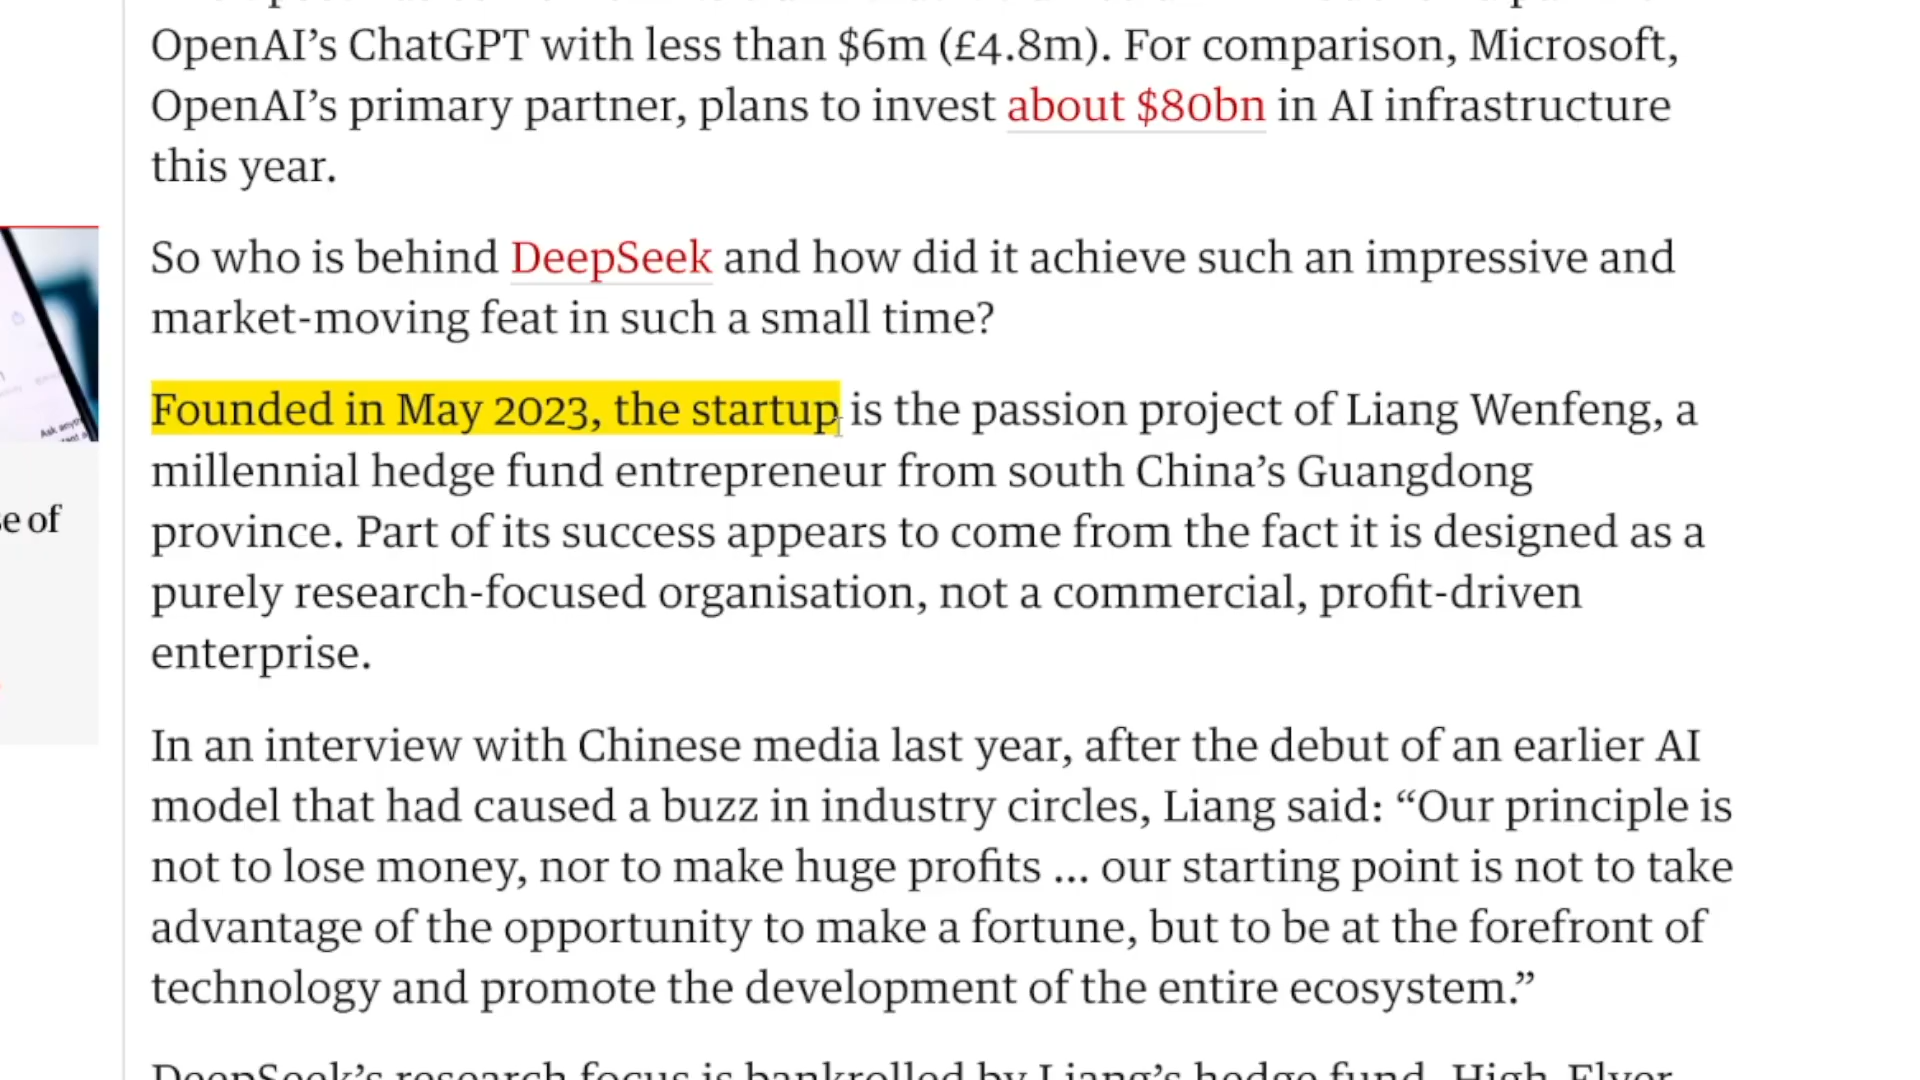 OpenAI’s ChatGPT with less than $6m (£4.8m). For comparison, Microsoft,
OpenAI’s primary partner, plans to invest about $80bn in AI infrastructure
this year.
So who is behind DeepSeek and how did it achieve such an impressive and
market-moving feat in such a small time?
Founded in May 2023, the startup is the passion project of Liang Wenfeng, a
millennial hedge fund entrepreneur from south China’s Guangdong
province. Part of its success appears to come from the fact it is designed as a
purely research-focused organisation, not a commercial, profit-driven
enterprise.
In an interview with Chinese media last year, after the debut of an earlier AI
model that had caused a buzz in industry circles, Liang said: “Our principle is
not to lose money, nor to make huge profits ... our starting point is not to take
advantage of the opportunity to make a fortune, but to be at the forefront of
technology and promote the development of the entire ecosystem.”
DeepSeek’s research focus is bankrolled by Liang’s hedge fund, High-Flyer
of
Ask